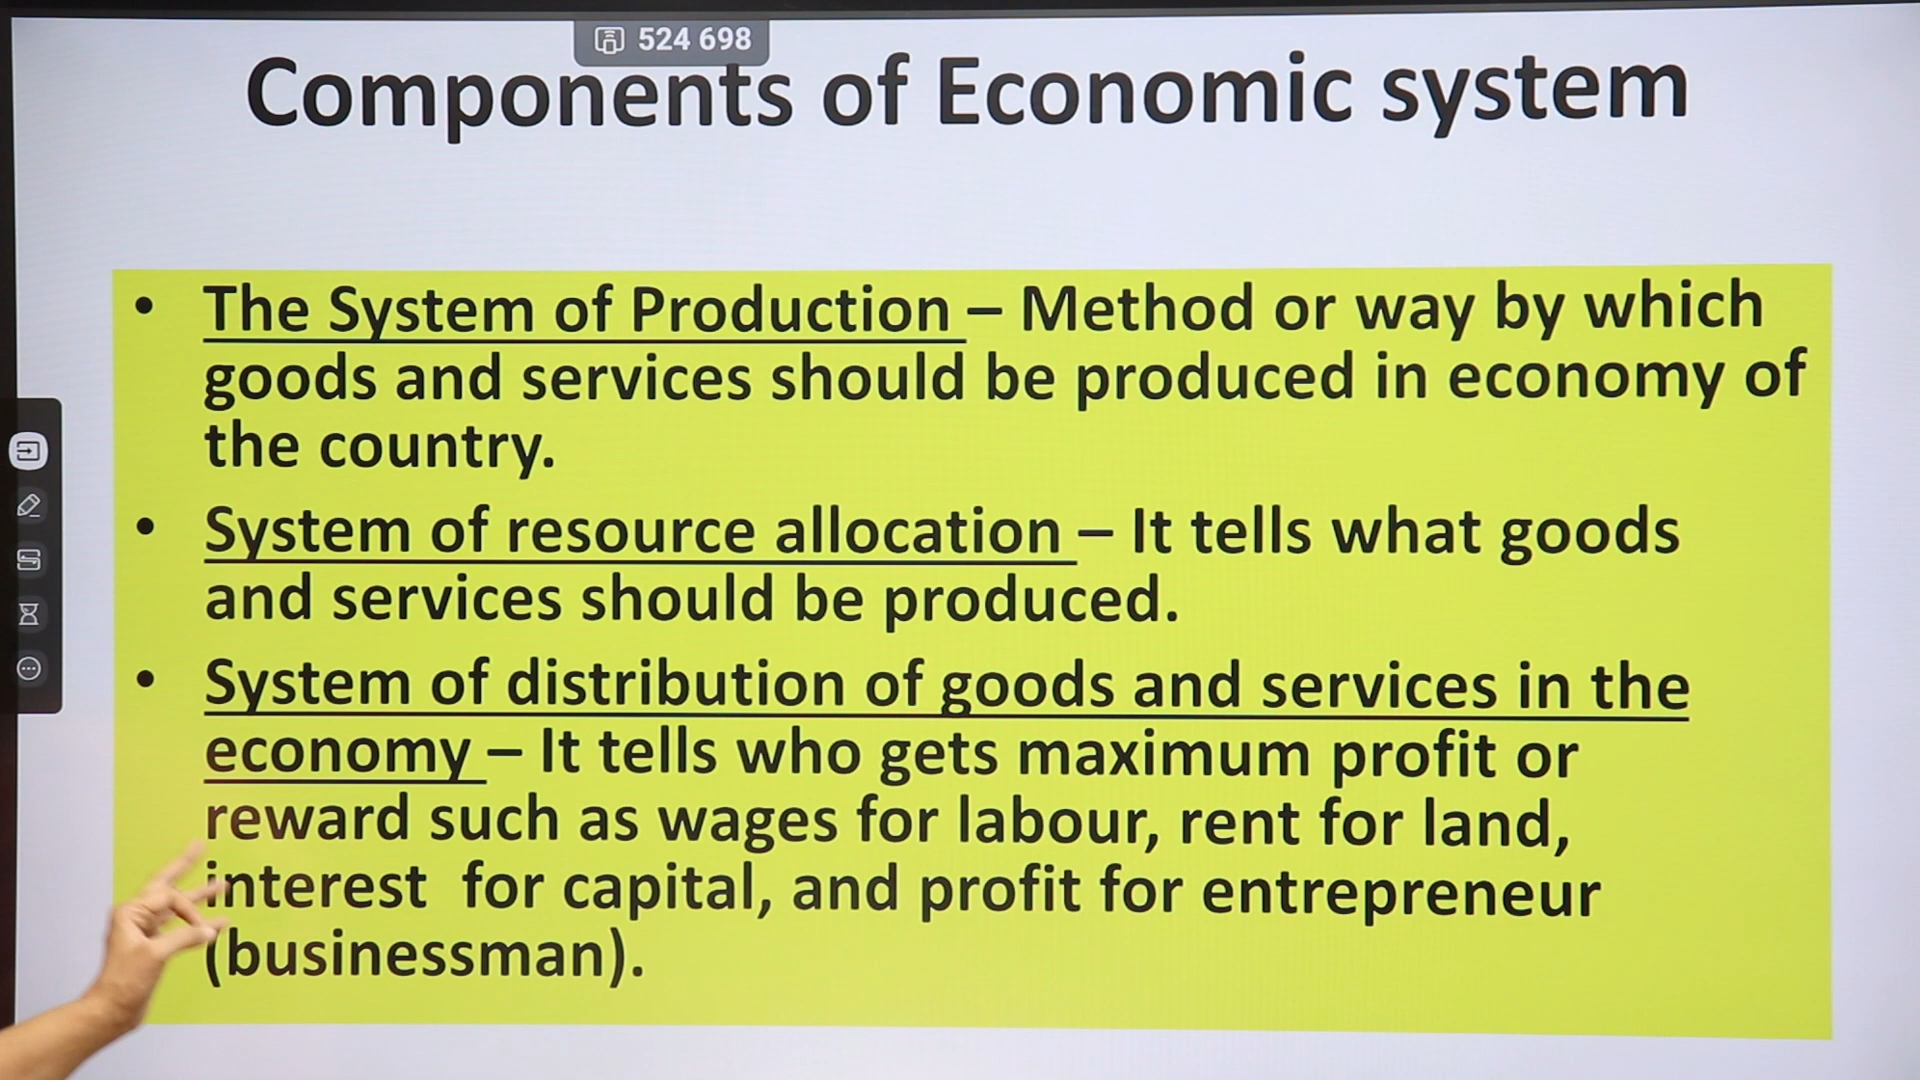 524 698
Components of Economic system
• The System of Production – Method or way by which
goods and services should be produced in economy of
the country.
• System of resource allocation – It tells what goods
and services should be produced.
• System of distribution of goods and services in the
economy – It tells who gets maximum profit or
reward such as wages for labour, rent for land,
interest  for capital, and profit for entrepreneur
(businessman).